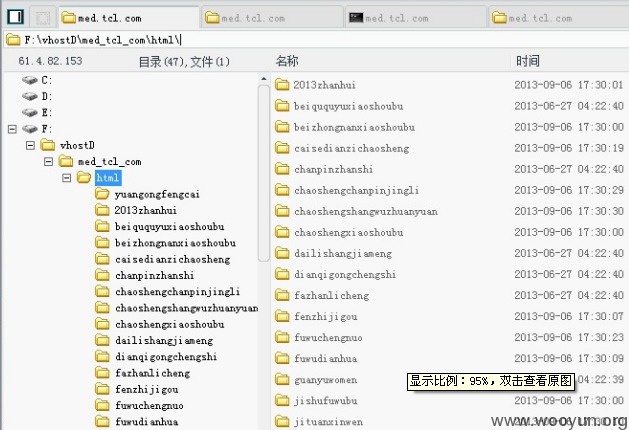 med.tcl.com med.tcl.com med.tcl.com med.tcl.com
F:\vhostD\med_tcl_com\html\
61.4.82.153 目录(47),文件(1) 名称 时间
C:
D:
E:
F:
vhostD
med_tcl_com
html
yuangongfengcai
2013zhanhui
beiququyuxiaoshoubu
beizhongnanxiaoshoubu
caisedianzichaosheng
chanpinzhanshi
chaoshengchanpinjingli
chaoshengshangwuzhuanyuan
chaoshengxiaoshoubu
dailishangjiameng
dianqigongchengshi
fazhanlicheng
fenzhijigou
fuwuchengnuo
fuwudianhua
2013zhanhui 2013-09-06 17:30:01
beiququyuxiaoshoubu 2013-06-27 04:22:40
beizhongnanxiaoshoubu 2013-09-06 17:30:00
caisedianzichaosheng 2013-09-06 17:30:19
chanpinzhanshi 2013-06-27 04:22:40
chaoshengchanpinjingli 2013-09-06 17:30:29
chaoshengshangwuzhuanyuan 2013-09-06 17:30:30
chaoshengxiaoshoubu 2013-09-06 17:30:00
dailishangjiameng 2013-06-27 04:22:40
dianqigongchengshi 2013-06-27 04:22:40
fazhanlicheng 2013-06-27 04:22:40
fenzhijigou 2013-09-06 17:30:07
fuwuchengnuo 2013-09-06 17:30:23
fuwudianhua 2013-09-06 17:30:09
guanyuwomen 04:22:39
显示比例：95%，双击查看原图
jishufuwubu
jituanxinwen
www.wooyun.org